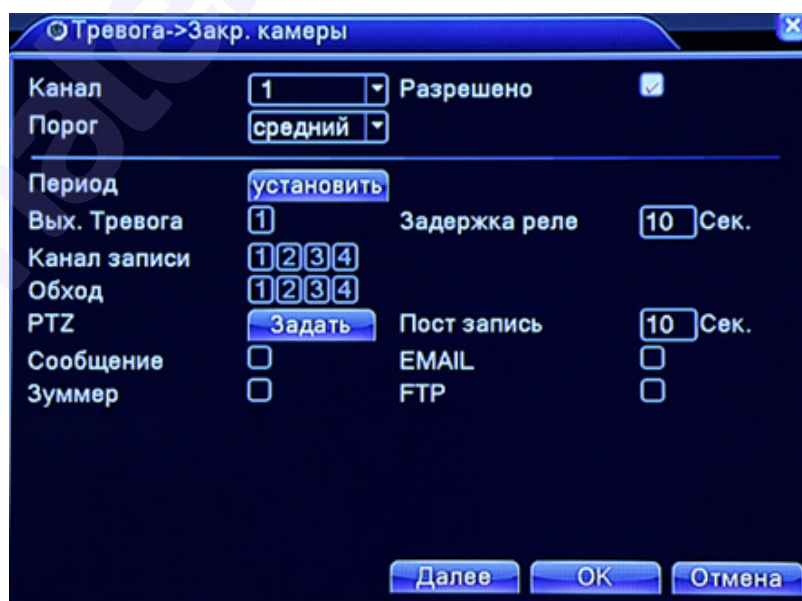 Тревога->Закр. камеры
Канал 1 Разрешено
Порог средний
Период установить
Вых. Тревога 1 Задержка реле 10 Сек.
Канал записи 1 2 3 4
Обход 1 2 3 4
PTZ Задать Пост запись 10 Сек.
Сообщение EMAIL
Зуммер FTP
Далее OK Отмена